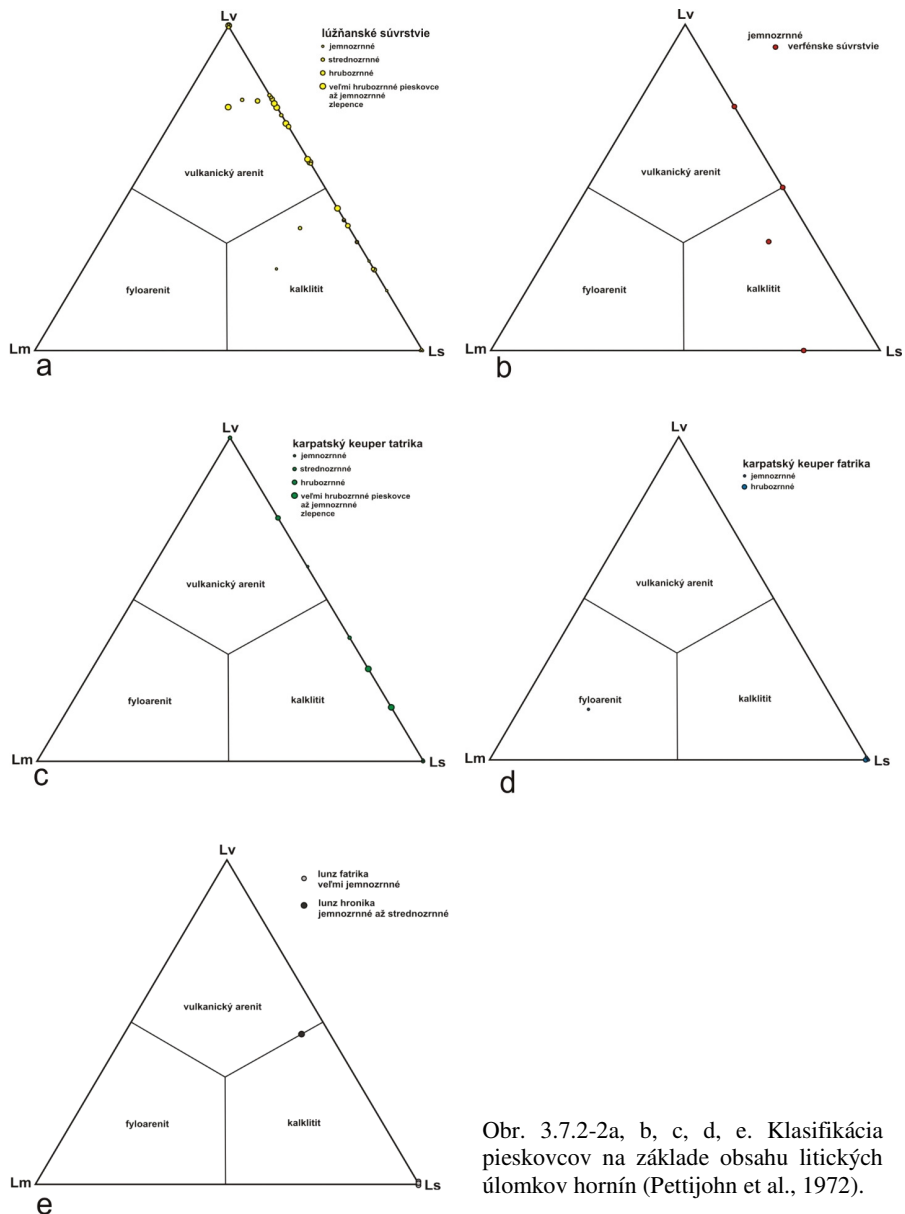 Lv
lúžňanské súvrstvie
jemnozrnné
strednozrnné
hrubozrnné
veľmi hrubozrnné pieskovce
až jemnozrnné
zlepence
vulkanický arenit
fyloarenit
kalklitit
Lm
Ls
a
Lv
jemnozrnné
verfénske súvrstvie
vulkanický arenit
fyloarenit
kalklitit
Lm
Ls
b
Lv
karpatský keuper tatrika
jemnozrnné
strednozrnné
hrubozrnné
veľmi hrubozrnné pieskovce
až jemnozrnné
zlepence
vulkanický arenit
fyloarenit
kalklitit
Lm
Ls
c
Lv
karpatský keuper fatrika
jemnozrnné
hrubozrnné
vulkanický arenit
fyloarenit
kalklitit
Lm
Ls
d
Lv
lunz fatrika
veľmi jemnozrnné
lunz hronika
jemnozrnné až strednozrnné
vulkanický arenit
fyloarenit
kalklitit
Lm
Ls
e
Obr. 3.7.2-2a, b, c, d, e. Klasifikácia
pieskovcov na základe obsahu litických
úlomkov hornín (Pettijohn et al., 1972).